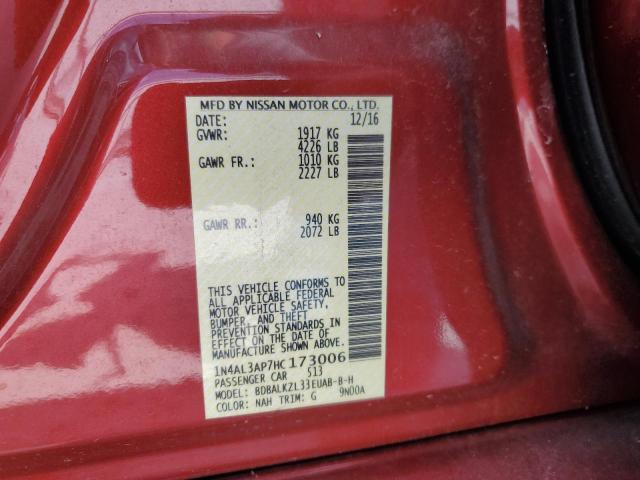 MFD BY NISSAN MOTOR CO., LTD.
DATE: 12/16
GVWR: 1917 KG
4226 LB
GAWR FR.: 1010 KG
2227 LB
GAWR RR.: 940 KG
2072 LB
THIS VEHICLE CONFORMS TO
ALL APPLICABLE FEDERAL
MOTOR VEHICLE SAFETY,
BUMPER, AND THEFT
PREVENTION STANDARDS IN
EFFECT ON THE DATE OF
MANUFACTURE SHOWN ABOVE.
1N4AL3AP7HC173006
PASSENGER CAR 513
MODEL: BDBALKZL33EUAB-B-H
COLOR: NAH TRIM: G 9N00A